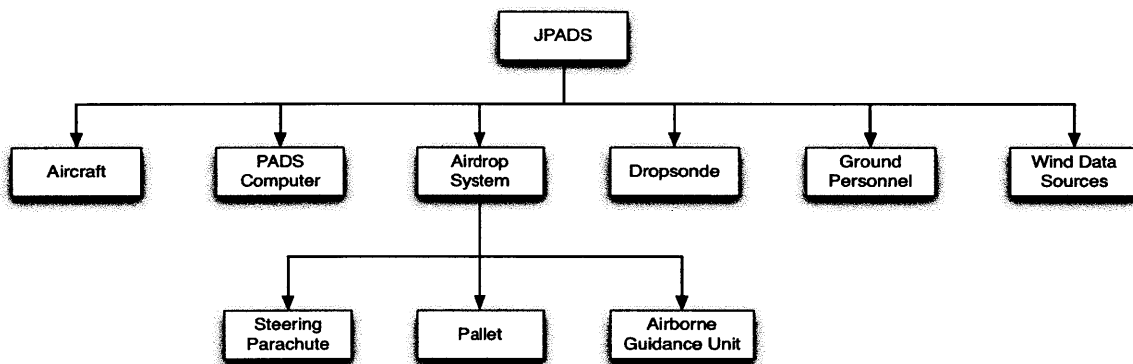 JPADS
Aircraft
PADS
Computer
Airdrop
System
Dropsonde
Ground
Personnel
Wind Data
Sources
Steering
Parachute
Pallet
Airborne
Guidance Unit